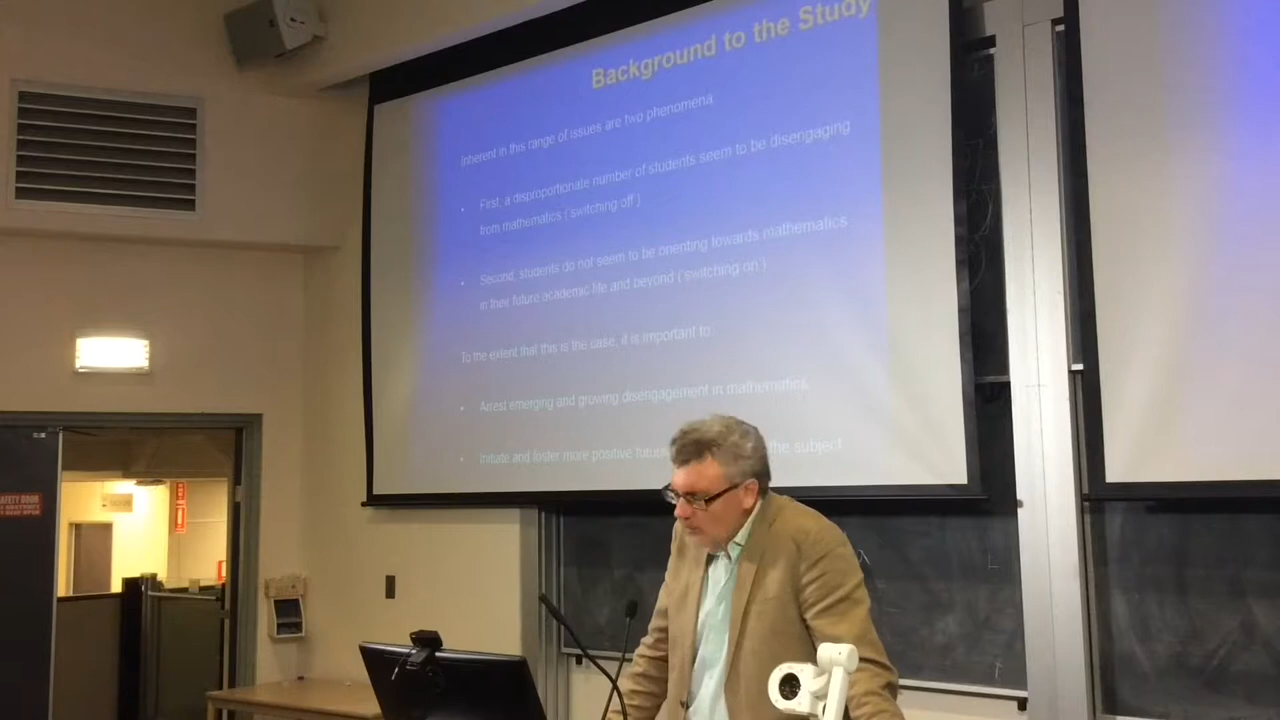 Background to the Study
Inherent in this range of issues are two phenomena
• First, a disproportionate number of students seem to be disengaging
from mathematics ('switching off')
• Second, students do not seem to be orienting towards mathematics
in their future academic life and beyond ('switching on')
To the extent that this is the case, it is important to:
• Arrest emerging and growing disengagement in mathematics
• Initiate and foster more positive the subject
SAFETY DOOR